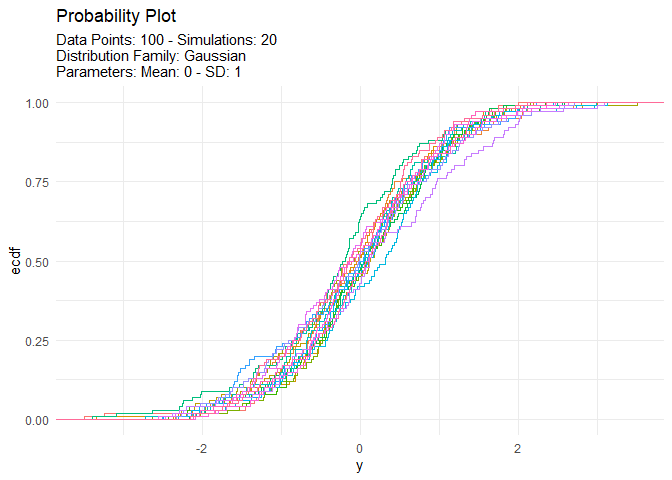 Probability Plot
Data Points: 100 - Simulations: 20
Distribution Family: Gaussian
Parameters: Mean: 0 - SD: 1
1.00
0.75
0.50
0.25
0.00
ecdf
-2
0
2
y